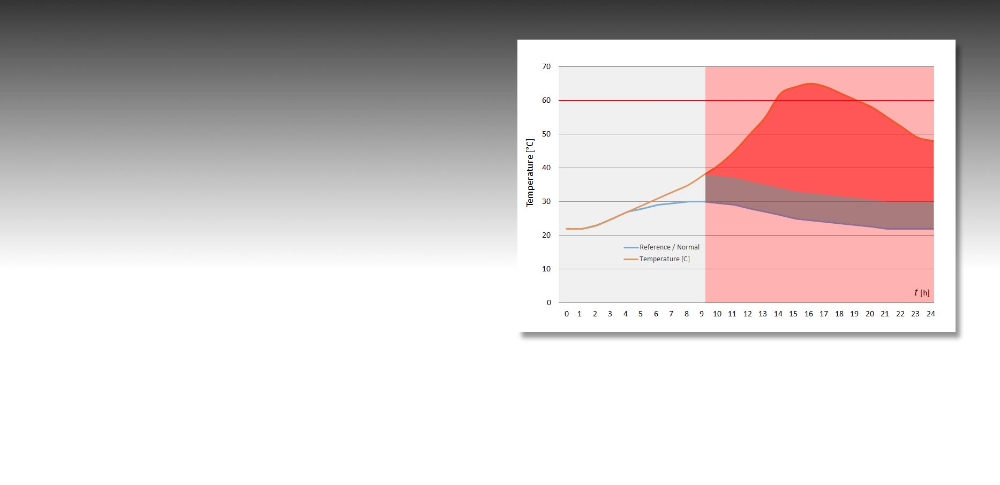 70
60
50
40
30
20
10
0
Temperature [°C]
Reference / Normal
Temperature [C]
t [h]
0 1 2 3 4 5 6 7 8 9 10 11 12 13 14 15 16 17 18 19 20 21 22 23 24